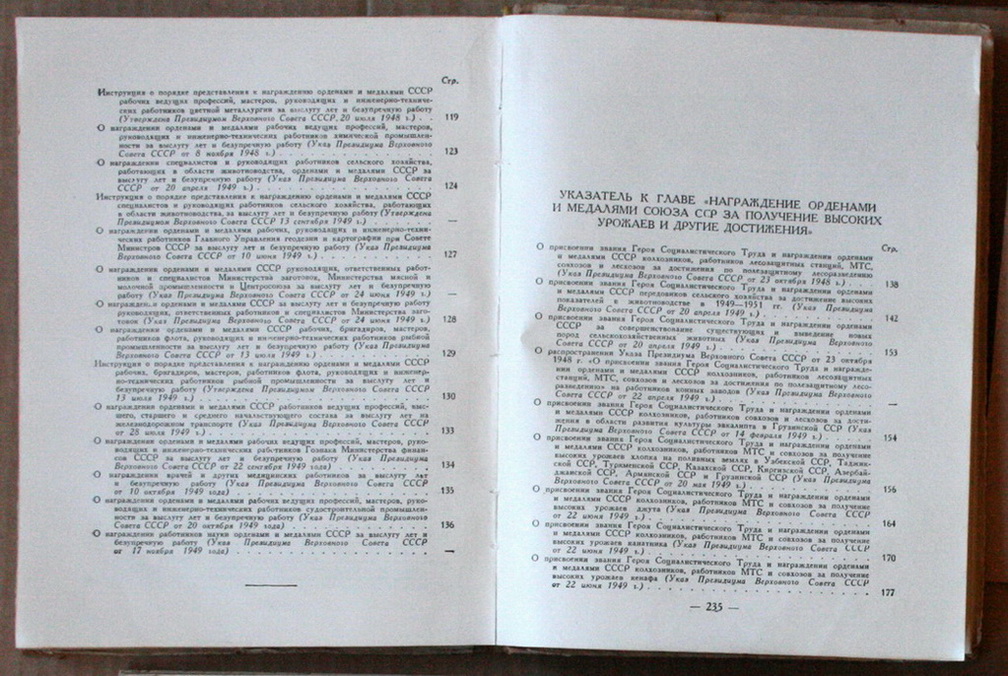 Стр.
Инструкция о порядке представления к награждению орденами и медалями СССР
рабочих ведущих профессий, мастеров, руководящих и инженерно-техниче-
ских работников цветной металлургии за выслугу лет и безупречную работу
(Утверждена Президиумом Верховного Совета СССР, 20 июля 1948 г.) . . 119
О награждении орденами и медалями рабочих ведущих профессий, мастеров,
руководящих и инженерно-технических работников химической промышлен-
ности за выслугу лет и безупречную работу (Указ Президиума Верховного
Совета СССР от 8 ноября 1948 г.) . . . . . . . . . . 123
О награждении специалистов и руководящих работников сельского хозяйства,
работающих в области животноводства, орденами и медалями СССР за
выслугу лет и безупречную работу (Указ Президиума Верховного Совета
СССР от 20 апреля 1949 г.) . . . . . . . . . . 124
Инструкция о порядке представления к награждению орденами и медалями СССР
специалистов и руководящих работников сельского хозяйства, работающих
в области животноводства, за выслугу лет и безупречную работу (Утверждена
Президиумом Верховного Совета СССР 13 сентября 1949 г.) . . . . —
О награждении орденами и медалями рабочих, руководящих и инженерно-техни-
ческих работников Главного Управления геодезии и картографии при Совете
Министров СССР за выслугу лет и безупречную работу (Указ Президиума
Верховного Совета СССР от 10 июня 1949 г.) . . . . . . . 127
О награждении орденами и медалями СССР руководящих, ответственных работ-
ников и специалистов Министерства заготовок, Министерства мясной и
молочной промышленности и Центросоюза за выслугу лет и безупречную
работу (Указ Президиума Верховного Совета СССР от 24 июня 1949 г.) . —
О награждении орденами и медалями СССР за выслугу лет и безупречную работу
руководящих, ответственных работников и специалистов Министерства заго-
товок (Указ Президиума Верховного Совета СССР от 24 июня 1949 г.) . . 128
О награждении орденами и медалями СССР рабочих, бригадиров, мастеров,
работников флота, руководящих и инженерно-технических работников рыбной
промышленности за выслугу лет и безупречную работу (Указ Президиума
Верховного Совета СССР от 13 июля 1949 г.) . . . . . . . 129
Инструкция о порядке представления к награждению орденами и медалями СССР
рабочих, бригадиров, мастеров, работников флота, руководящих и инженер-
но-технических работников рыбной промышленности за выслугу лет и
безупречную работу (Утверждена Президиумом Верховного Совета СССР
13 июля 1949 г.) . . . . . . . . . . . . 130
О награждении орденами и медалями СССР работников ведущих профессий, выс-
шего, старшего и среднего начальствующего состава за выслугу лет на
железнодорожном транспорте (Указ Президиума Верховного Совета СССР
от 28 июля 1949 г.) . . . . . . . . . . . 133
О награждении орденами и медалями рабочих ведущих профессий, мастеров, руко-
водящих и инженерно-технических работников Гознака Министерства финан-
сов СССР за выслугу лет и безупречную работу (Указ Президиума
Верховного Совета СССР от 22 сентября 1949 года) . . . . . 134
О награждении врачей и других медицинских работников за выслугу лет
и безупречную работу (Указ Президиума Верховного Совета СССР
от 10 октября 1949 года) . . . . . . . . . . 135
О награждении орденами и медалями рабочих ведущих профессий, мастеров, руко-
водящих и инженерно-технических работников судостроительной промышлен-
ности за выслугу лет и безупречную работу (Указ Президиума Верховного
Совета СССР от 20 октября 1949 года) . . . . . . . 136
О награждении работников науки орденами и медалями СССР за выслугу лет и
безупречную работу (Указ Президиума Верховного Совета СССР
от 17 ноября 1949 года) . . . . . . . . . . —
УКАЗАТЕЛЬ К ГЛАВЕ «НАГРАЖДЕНИЕ ОРДЕНАМИ
И МЕДАЛЯМИ СОЮЗА ССР ЗА ПОЛУЧЕНИЕ ВЫСОКИХ
УРОЖАЕВ И ДРУГИЕ ДОСТИЖЕНИЯ»
Стр.
О присвоении звания Героя Социалистического Труда и награждении орденами
и медалями СССР колхозников, работников лесозащитных станций, МТС,
совхозов и лесхозов за достижения по полезащитному лесоразведению
(Указ Президиума Верховного Совета СССР от 23 октября 1948 г.) . . 138
О присвоении звания Героя Социалистического Труда и награждении орденами
и медалями СССР передовиков сельского хозяйства за достижение высоких
показателей в животноводстве в 1949—1951 гг. (Указ Президиума
Верховного Совета СССР от 20 апреля 1949 г.) . . . . . . 142
О присвоении звания Героя Социалистического Труда и награждении орденами
СССР за совершенствование существующих и выведение новых
пород сельскохозяйственных животных (Указ Президиума Верховного
Совета СССР от 20 апреля 1949 г.) . . . . . . . . 153
О распространении Указа Президиума Верховного Совета СССР от 23 октября
1948 г. «О присвоении звания Героя Социалистического Труда и награжде-
нии орденами и медалями СССР колхозников, работников лесозащитных
станций, МТС, совхозов и лесхозов за достижения по полезащитному лесо-
разведению» на работников конных заводов (Указ Президиума Верховного
Совета СССР от 22 апреля 1949 г.) . . . . . . . . —
О присвоении звания Героя Социалистического Труда и награждении орденами
и медалями СССР колхозников, работников совхозов и лесхозов за дости-
жения в области развития культуры эвкалипта в Грузинской ССР (Указ
Президиума Верховного Совета СССР от 14 февраля 1949 г.) . . . 154
О присвоении звания Героя Социалистического Труда и награждении орденами
и медалями СССР колхозников, работников МТС и совхозов за получение
высоких урожаев хлопка на поливных землях в Узбекской ССР, Таджик-
ской ССР, Туркменской ССР, Казахской ССР, Киргизской ССР, Азербай-
джанской ССР, Армянской ССР и Грузинской ССР (Указ Президиума
Верховного Совета СССР от 20 мая 1949 г.) . . . . . . 156
О присвоении звания Героя Социалистического Труда и награждении орденами
и медалями СССР колхозников, работников МТС и совхозов за получение
высоких урожаев джута (Указ Президиума Верховного Совета СССР
от 22 июня 1949 г.) . . . . . . . . . . . 164
О присвоении звания Героя Социалистического Труда и награждении орденами
и медалями СССР колхозников, работников МТС и совхозов за получение
высоких урожаев канатника (Указ Президиума Верховного Совета СССР
от 22 июня 1949 г.) . . . . . . . . . . . 170
О присвоении звания Героя Социалистического Труда и награждении орденами
и медалями СССР колхозников, работников МТС и совхозов за получение
высоких урожаев кенафа (Указ Президиума Верховного Совета СССР
от 22 июня 1949 г.) . . . . . . . . . . . 177
— 235 —